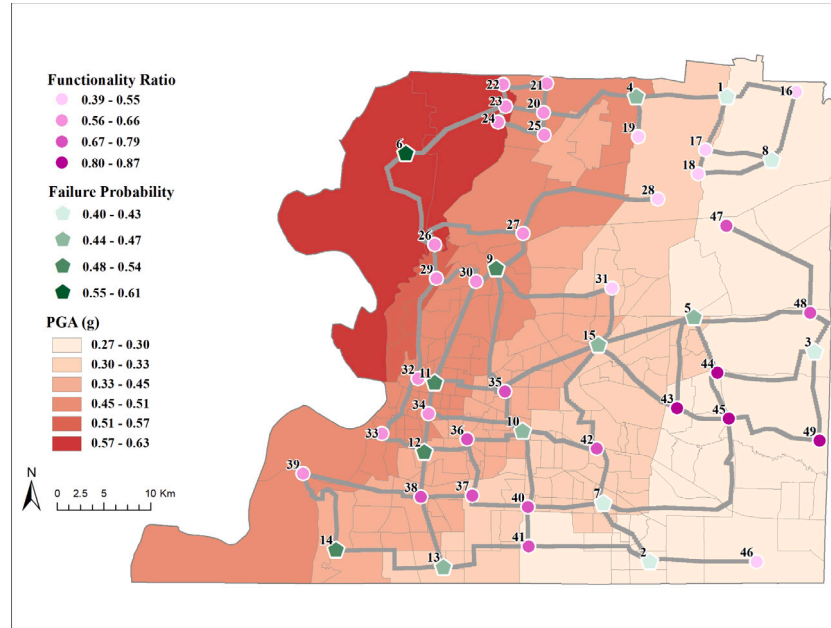 Functionality Ratio
0.39 - 0.55
0.56 - 0.66
0.67 - 0.79
0.80 - 0.87
Failure Probability
0.40 - 0.43
0.44 - 0.47
0.48 - 0.54
0.55 - 0.61
PGA (g)
0.27 - 0.30
0.30 - 0.33
0.33 - 0.45
0.45 - 0.51
0.51 - 0.57
0.57 - 0.63
N
0 2.5 5 10 Km
22 21 4 1 16
23 20
24 25 19 17
6 8
18
28
47
26 27
9
29 30 31
5 48
15
3
32 11 44
35
43 45
34
33 10
36 49
12 42
39
38 37 40 7
41
14 13 2 46